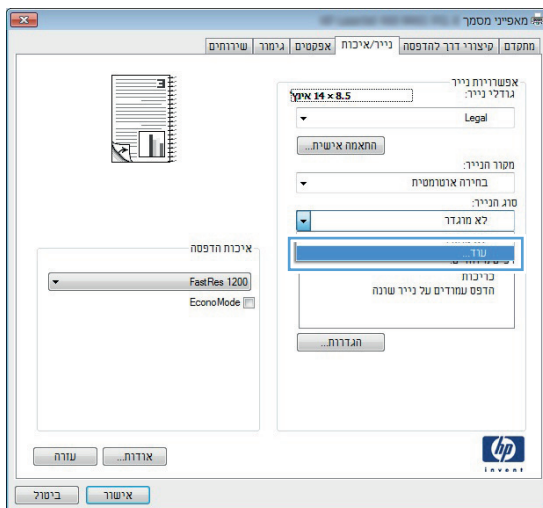 מאפייני מסמך
מתקדם קיצורי דרך להדפסה נייר/איכות אפקטים גימור שירותים
אפשרויות נייר
גודלי נייר:
8.5 × 14 אינץ
Legal
התאמה אישית...
מקור הנייר:
בחירה אוטומטית
סוג הנייר:
לא מוגדר
עוד...
כריכות
הדפס עמודים על נייר שונה
הגדרות...
3
איכות הדפסה
FastRes 1200
EconoMode
hp
invent
אודות... עזרה
אישור ביטול